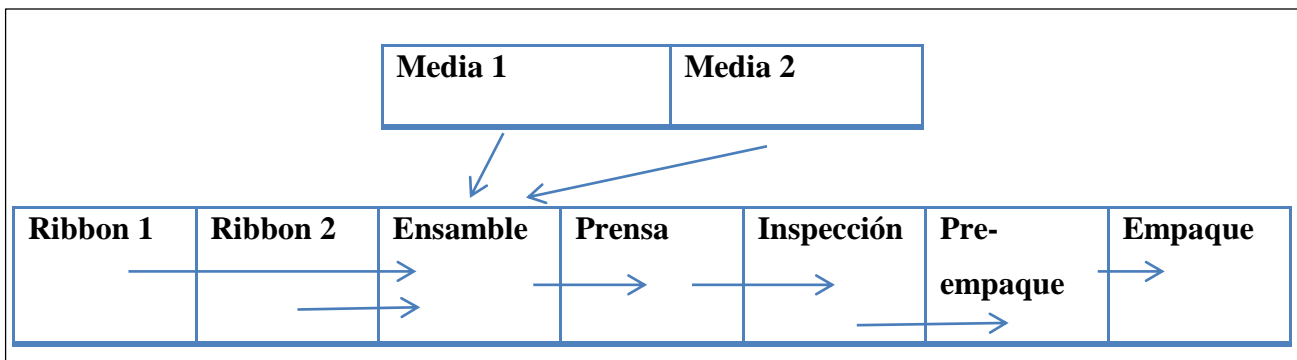 Media 1
Media 2
Ribbon 1
Ribbon 2
Ensamble
Prensa
Inspección
Pre-
empaque
Empaque